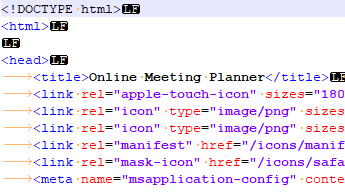 <!DOCTYPE html>LF
<html>LF
LF
<head>LF
<title>Online Meeting Planner</title>LF
<link rel="apple-touch-icon" sizes="180
<link rel="icon" type="image/png" sizes
<link rel="icon" type="image/png" sizes
<link rel="manifest" href="/icons/manif
<link rel="mask-icon" href="/icons/safa
<meta name="msapplication-config" conte